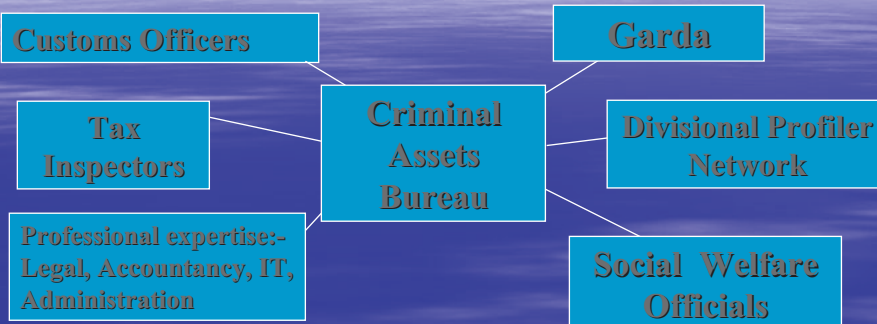 Customs Officers
Garda
Tax
Inspectors
Criminal
Assets
Bureau
Divisional Profiler
Network
Professional expertise:-
Legal, Accountancy, IT,
Administration
Social Welfare
Officials